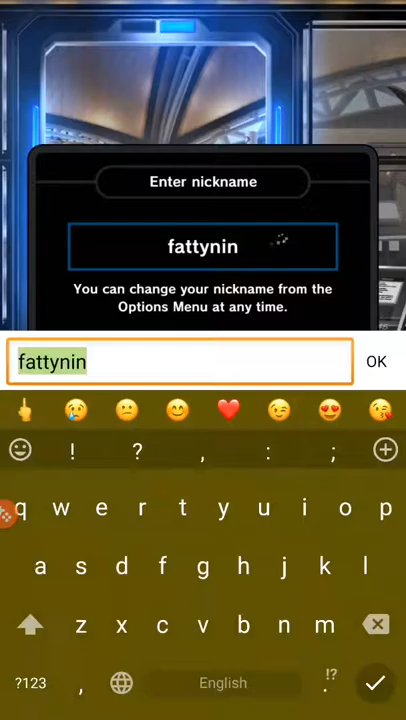 Enter nickname
fattynin
You can change your nickname from the
Options Menu at any time.
fattynin
OK
! ? , : ;
q w e r t y u i o p
a s d f g h j k l
z x c v b n m
?123 , English . !?